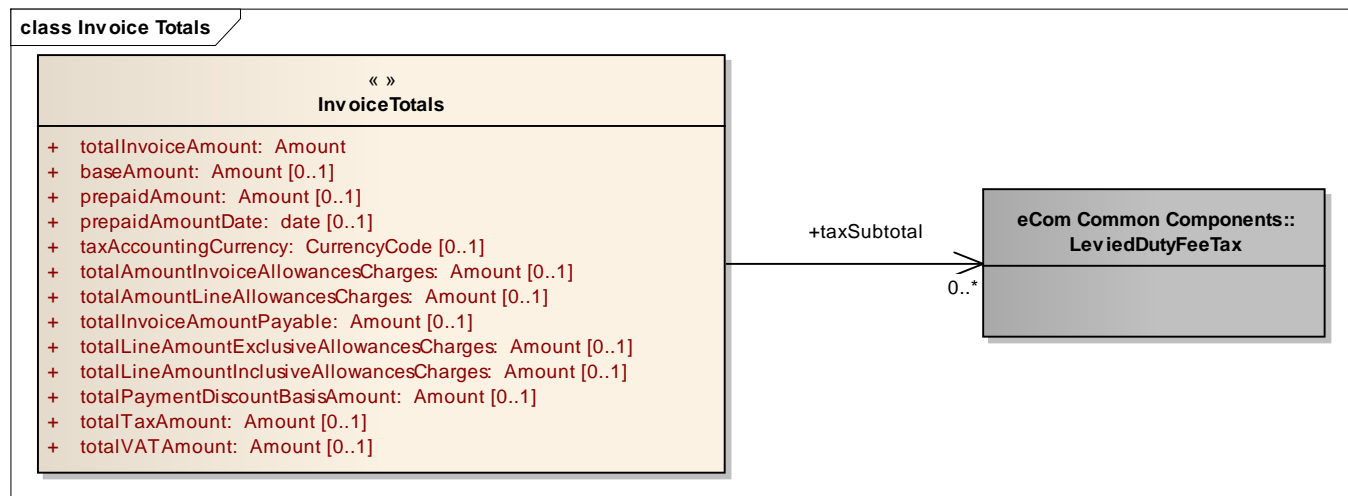 class Invoice Totals
« »
InvoiceTotals
+ totalInvoiceAmount: Amount
+ baseAmount: Amount [0..1]
+ prepaidAmount: Amount [0..1]
+ prepaidAmountDate: date [0..1]
+ taxAccountingCurrency: CurrencyCode [0..1]
+ totalAmountInvoiceAllowancesCharges: Amount [0..1]
+ totalAmountLineAllowancesCharges: Amount [0..1]
+ totalInvoiceAmountPayable: Amount [0..1]
+ totalLineAmountExclusiveAllowancesCharges: Amount [0..1]
+ totalLineAmountInclusiveAllowancesCharges: Amount [0..1]
+ totalPaymentDiscountBasisAmount: Amount [0..1]
+ totalTaxAmount: Amount [0..1]
+ totalVATAmount: Amount [0..1]
+taxSubtotal
0..*
eCom Common Components::
LeviedDutyFeeTax